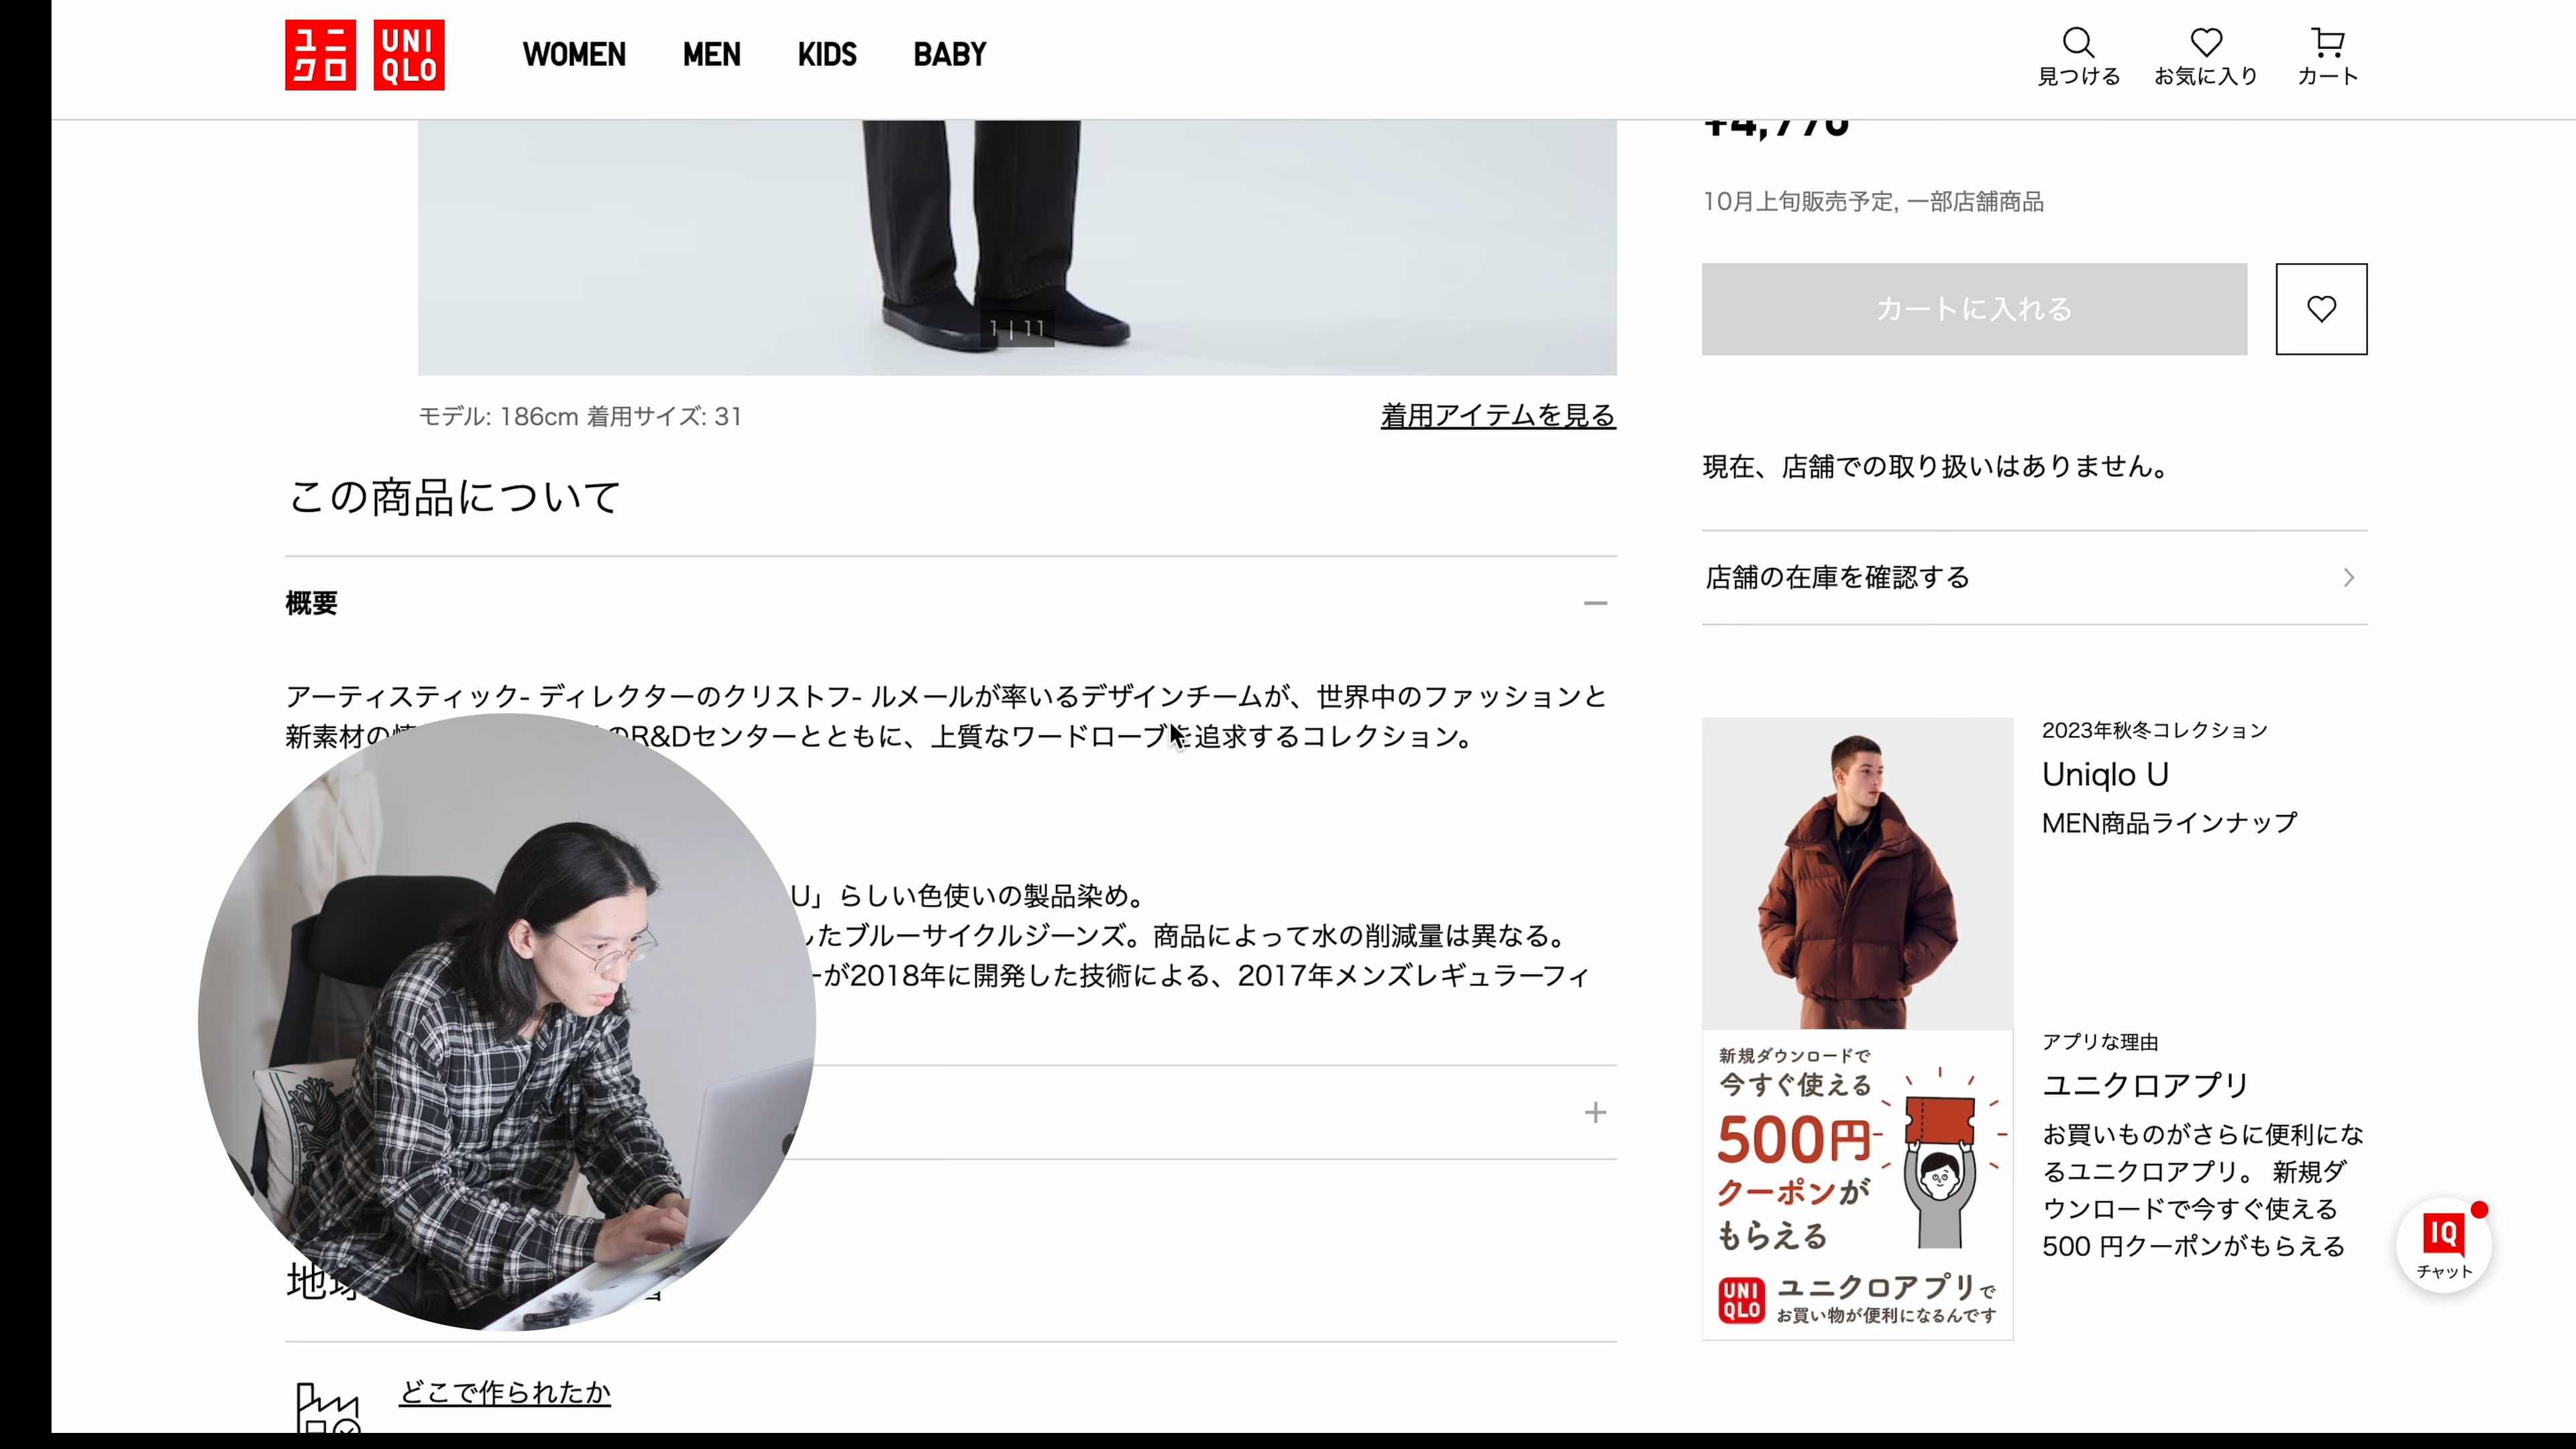 ユニ
クロ
UNI
QLO
WOMEN
MEN
KIDS
BABY
見つける
お気に入り
カート
10月上旬販売予定, 一部店舗商品
カートに入れる
1 | 11
モデル: 186cm 着用サイズ: 31
着用アイテムを見る
現在、店舗での取り扱いはありません。
この商品について
店舗の在庫を確認する
概要
アーティスティック- ディレクターのクリストフ- ルメールが率いるデザインチームが、世界中のファッションと
新素材の
R&Dセンターとともに、上質なワードローブを追求するコレクション。
U」らしい色使いの製品染め。
したブルーサイクルジーンズ。商品によって水の削減量は異なる。
ーが2018年に開発した技術による、2017年メンズレギュラーフィ
地球
どこで作られたか
2023年秋冬コレクション
Uniqlo U
MEN商品ラインナップ
新規ダウンロードで
今すぐ使える
500円
クーポンが
もらえる
UNI
QLO
ユニクロアプリで
お買い物が便利になるんです
アプリな理由
ユニクロアプリ
お買いものがさらに便利にな
るユニクロアプリ。 新規ダ
ウンロードで今すぐ使える
500 円クーポンがもらえる
IQ
チャット